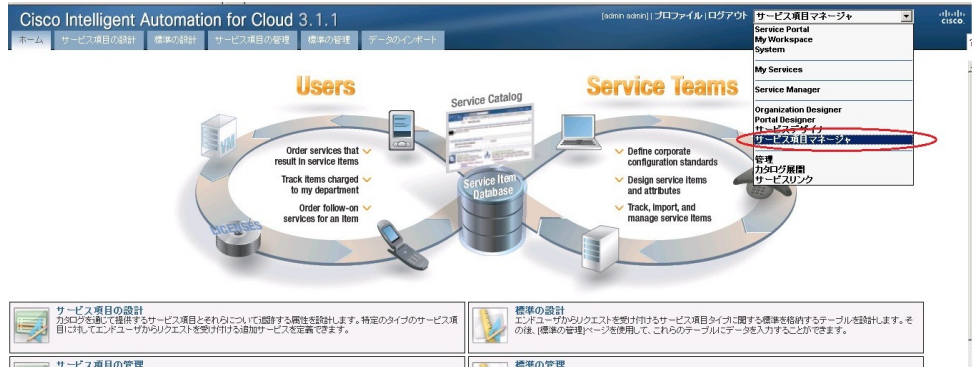 Cisco Intelligent Automation for Cloud 3.1.1
[admin admin] | プロファイル | ログアウト
サービス項目マネージャ
CISCO
ホーム
サービス項目の設計
標準の設計
サービス項目の管理
標準の管理
データのインポート
Service Portal
My Workspace
System
My Services
Service Manager
Organization Designer
Portal Designer
サービスデザイナ
サービス項目マネージャ
管理
カタログ展開
サービスリンク
Users
Service Catalog
Service Teams
VM
Order services that
result in service items
Track items charged
to my department
Order follow-on
services for an Item
LICENSES
Service Item
Database
Define corporate
configuration standards
Design service items
and attributes
Track, import, and
manage service items
サービス項目の設計
カタログを通じて提供するサービス項目とそれらについて追跡する属性を設計します。特定のタイプのサービス項
目に対してエンドユーザからリクエストを受け付ける追加サービスを定義できます。
標準の設計
エンドユーザからリクエストを受け付けるサービス項目タイプに関する標準を格納するテーブルを設計します。そ
の後、[標準の管理]ページを使用して、これらのテーブルにデータを入力することができます。
サービス項目の管理
標準の管理